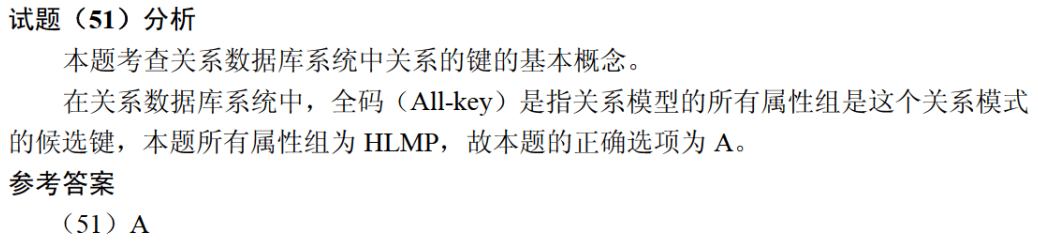 试题（51）分析
本题考查关系数据库系统中关系的键的基本概念。
在关系数据库系统中，全码（All-key）是指关系模型的所有属性组是这个关系模式
的候选键，本题所有属性组为 HLMP，故本题的正确选项为 A。
参考答案
（51）A